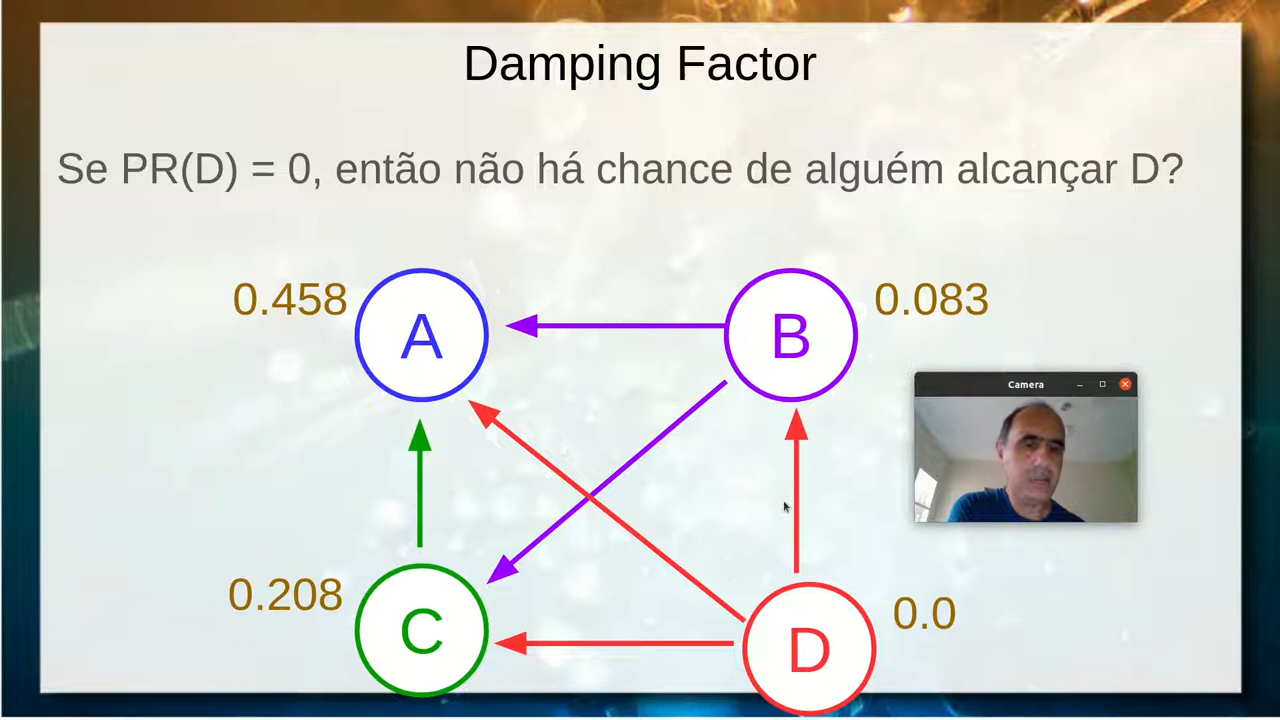 Damping Factor
Se PR(D) = 0, então não há chance de alguém alcançar D?
0.458
A
B
0.083
Camera
0.208
C
D
0.0